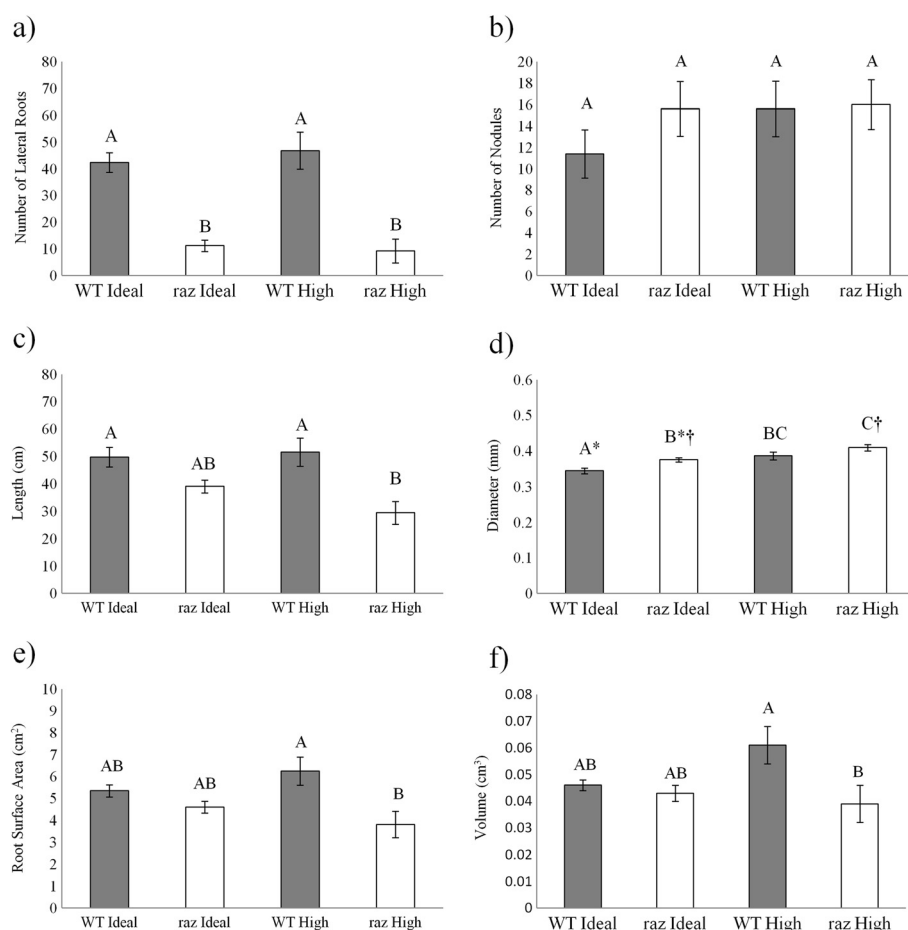 a)
Number of Lateral Roots
80
70
60
50
40
30
20
10
0
A
B
A
B
WT Ideal raz Ideal WT High raz High
b)
Number of Nodules
20
18
16
14
12
10
8
6
4
2
0
A
A
A
A
WT Ideal raz Ideal WT High raz High
c)
Length (cm)
80
70
60
50
40
30
20
10
0
A
AB
A
B
WT Ideal raz Ideal WT High raz High
d)
Diameter (mm)
0.6
0.5
0.4
0.3
0.2
0.1
0
A*
B*†
BC
C†
WT Ideal raz Ideal WT High raz High
e)
Root Surface Area (cm²)
10
9
8
7
6
5
4
3
2
1
0
AB
AB
A
B
WT Ideal raz Ideal WT High raz High
f)
Volume (cm³)
0.08
0.07
0.06
0.05
0.04
0.03
0.02
0.01
0
AB
AB
A
B
WT Ideal raz Ideal WT High raz High